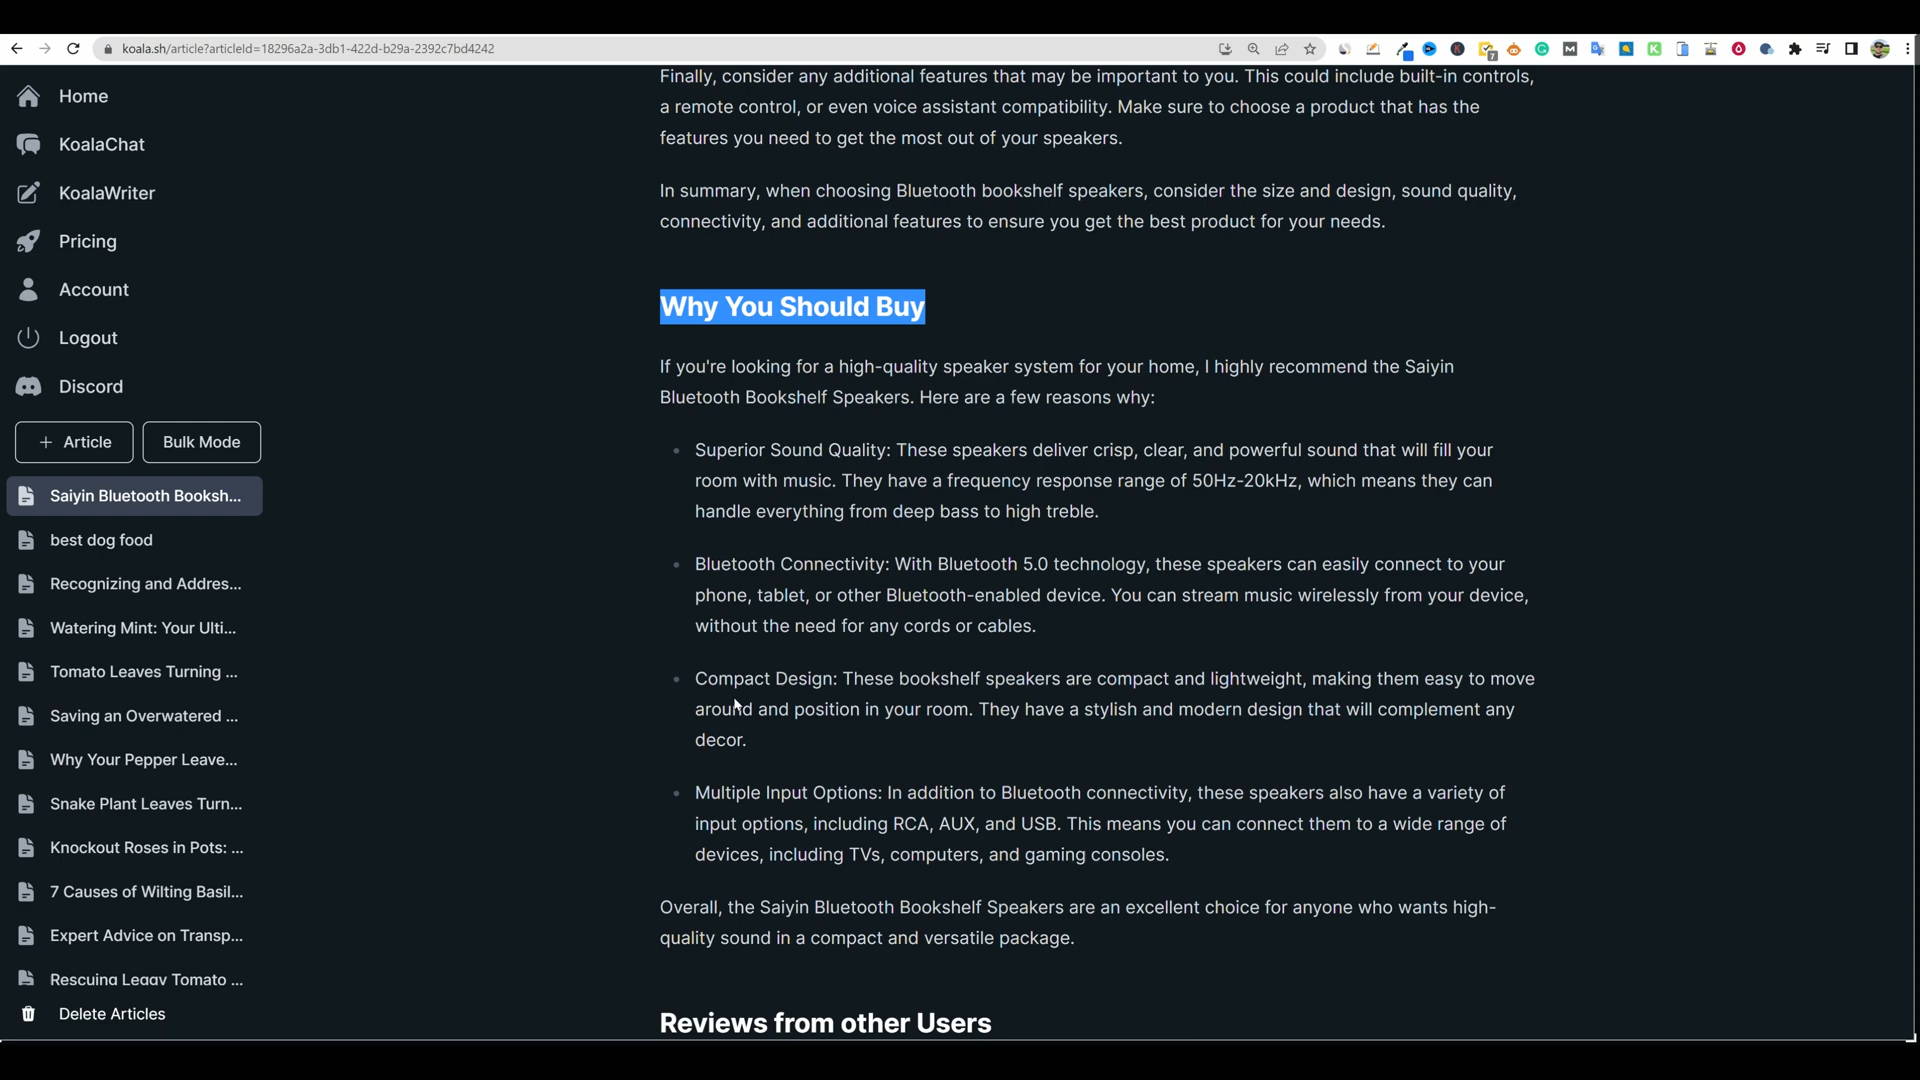 koala.sh/article?articleId=18296a2a-3db1-422d-b29a-2392c7bd4242
7
Home
KoalaChat
KoalaWriter
Pricing
Account
Logout
Discord
+ Article
Bulk Mode
Saiyin Bluetooth Booksh...
best dog food
Recognizing and Addres...
Watering Mint: Your Ulti...
Tomato Leaves Turning ...
Saving an Overwatered ...
Why Your Pepper Leave...
Snake Plant Leaves Turn...
Knockout Roses in Pots: ...
7 Causes of Wilting Basil...
Expert Advice on Transp...
Rescuing Leggy Tomato ...
Delete Articles
Finally, consider any additional features that may be important to you. This could include built-in controls,
a remote control, or even voice assistant compatibility. Make sure to choose a product that has the
features you need to get the most out of your speakers.
In summary, when choosing Bluetooth bookshelf speakers, consider the size and design, sound quality,
connectivity, and additional features to ensure you get the best product for your needs.
Why You Should Buy
If you're looking for a high-quality speaker system for your home, I highly recommend the Saiyin
Bluetooth Bookshelf Speakers. Here are a few reasons why:
Superior Sound Quality: These speakers deliver crisp, clear, and powerful sound that will fill your
room with music. They have a frequency response range of 50Hz-20kHz, which means they can
handle everything from deep bass to high treble.
Bluetooth Connectivity: With Bluetooth 5.0 technology, these speakers can easily connect to your
phone, tablet, or other Bluetooth-enabled device. You can stream music wirelessly from your device,
without the need for any cords or cables.
Compact Design: These bookshelf speakers are compact and lightweight, making them easy to move
around and position in your room. They have a stylish and modern design that will complement any
decor.
Multiple Input Options: In addition to Bluetooth connectivity, these speakers also have a variety of
input options, including RCA, AUX, and USB. This means you can connect them to a wide range of
devices, including TVs, computers, and gaming consoles.
Overall, the Saiyin Bluetooth Bookshelf Speakers are an excellent choice for anyone who wants high-
quality sound in a compact and versatile package.
Reviews from other Users